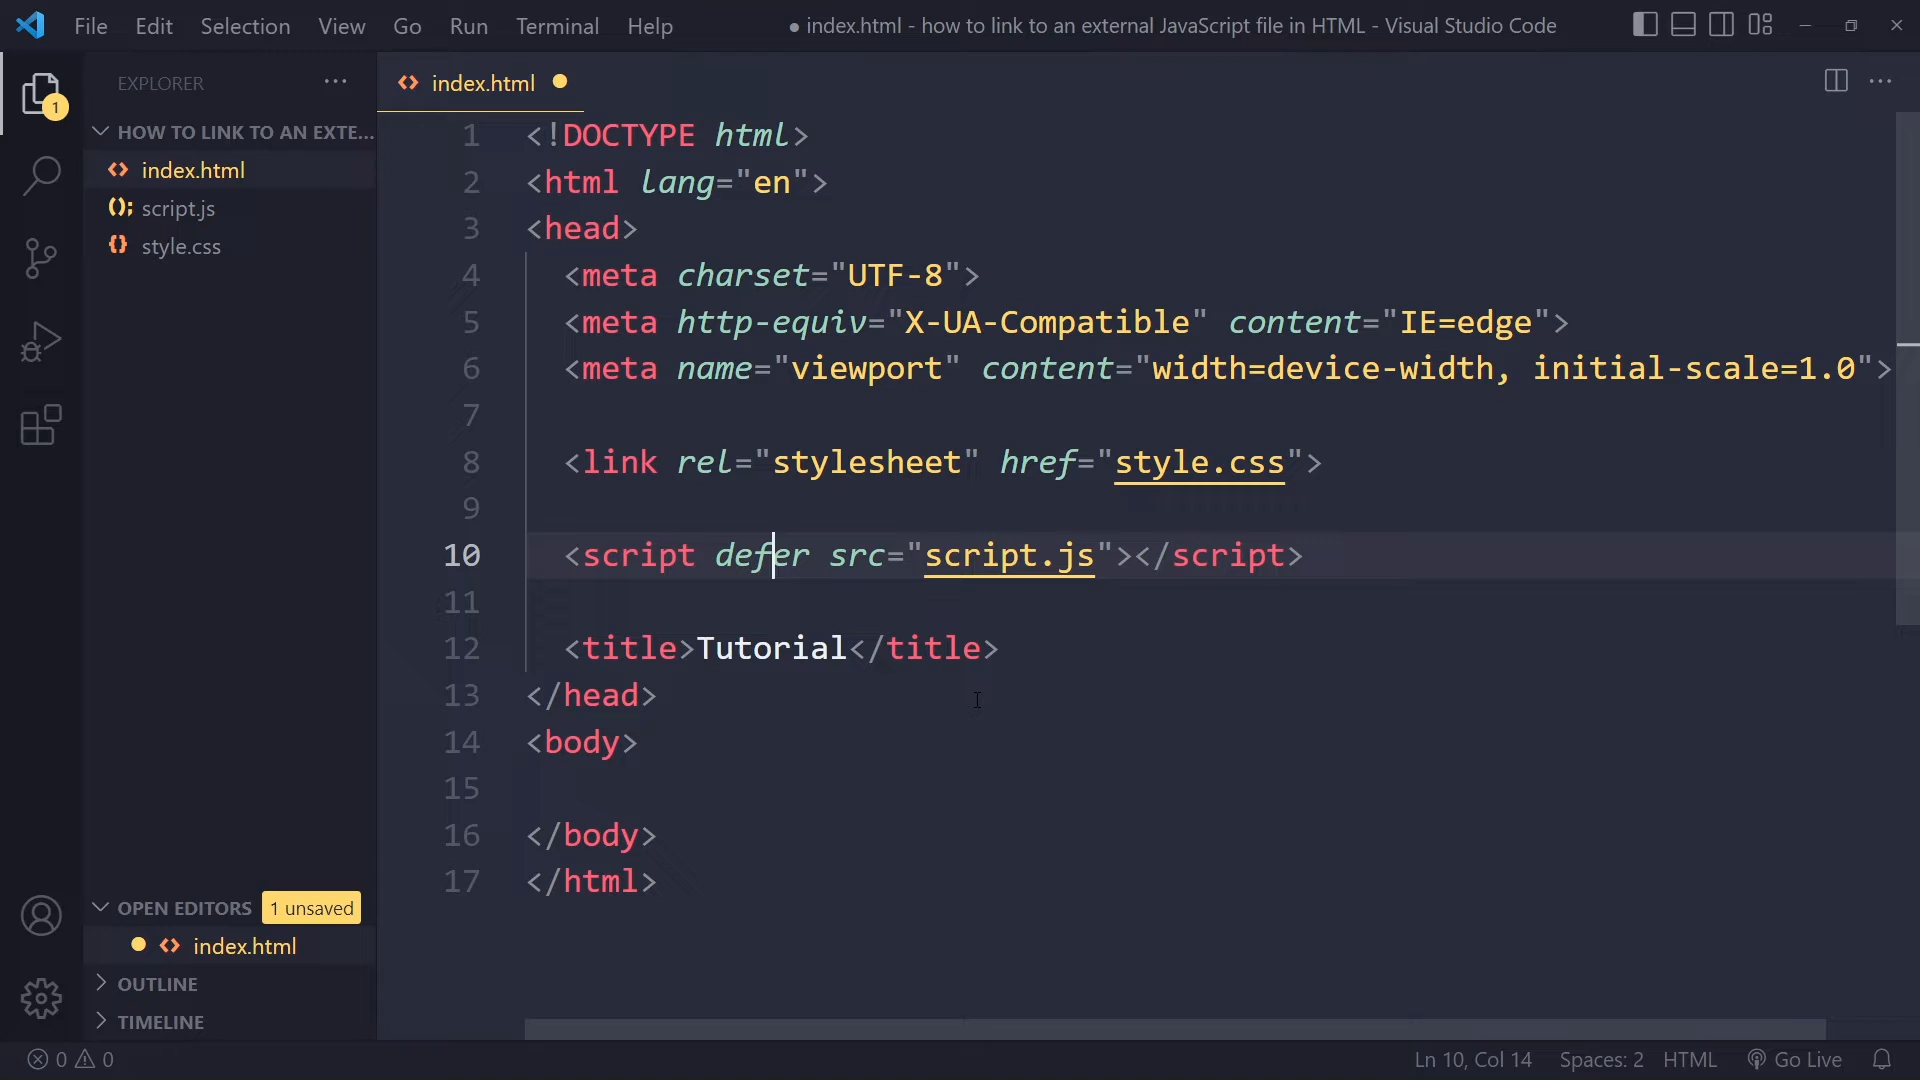 File Edit Selection View Go Run Terminal Help
● index.html - how to link to an external JavaScript file in HTML - Visual Studio Code
EXPLORER ···
index.html ●
1
HOW TO LINK TO AN EXTE...
index.html
script.js
style.css
1 <!DOCTYPE html>
2 <html lang="en">
3 <head>
4 <meta charset="UTF-8">
5 <meta http-equiv="X-UA-Compatible" content="IE=edge">
6 <meta name="viewport" content="width=device-width, initial-scale=1.0">
7
8 <link rel="stylesheet" href="style.css">
9
10 <script defer src="script.js"></script>
11
12 <title>Tutorial</title>
13 </head>
14 <body>
15
16 </body>
17 </html>
OPEN EDITORS 1 unsaved
● index.html
OUTLINE
TIMELINE
0 0
Ln 10, Col 14 Spaces: 2 HTML Go Live